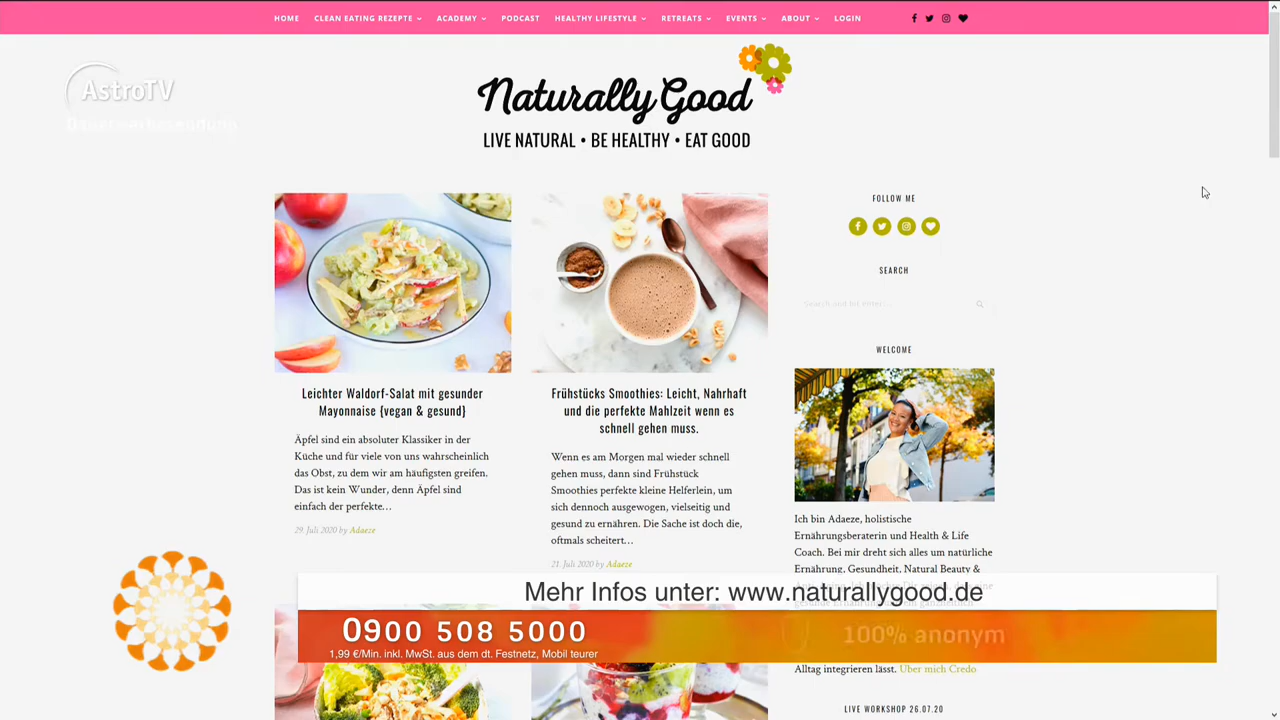 HOME CLEAN EATING REZEPTE ACADEMY PODCAST HEALTHY LIFESTYLE RETREATS EVENTS ABOUT LOGIN
AstroTV
Dauerwerbesendung
Naturally Good
LIVE NATURAL • BE HEALTHY • EAT GOOD
Leichter Waldorf-Salat mit gesunder
Mayonnaise {vegan & gesund}
Äpfel sind ein absoluter Klassiker in der
Küche und für viele von uns wahrscheinlich
das Obst, zu dem wir am häufigsten greifen.
Das ist kein Wunder, denn Äpfel sind
einfach der perfekte...
29. Juli 2020 by Adaeze
Frühstücks Smoothies: Leicht, Nahrhaft
und die perfekte Mahlzeit wenn es
schnell gehen muss.
Wenn es am Morgen mal wieder schnell
gehen muss, dann sind Frühstück
Smoothies perfekte kleine Helferlein, um
sich dennoch ausgewogen, vielseitig und
gesund zu ernähren. Die Sache ist doch die,
oftmals scheitert...
21. Juli 2020 by Adaeze
FOLLOW ME
SEARCH
Search and hit Enter...
WELCOME
Ich bin Adaeze, holistische
Ernährungsberaterin und Health & Life
Coach. Bei mir dreht sich alles um natürliche
Ernährung, Gesundheit, Natural Beauty &
Alltag integrieren lässt. Über mich Credo
LIVE WORKSHOP 26.07.20
Mehr Infos unter: www.naturallygood.de
0900 508 5000
100% anonym
1,99 €/Min. inkl. MwSt. aus dem dt. Festnetz, Mobil teurer